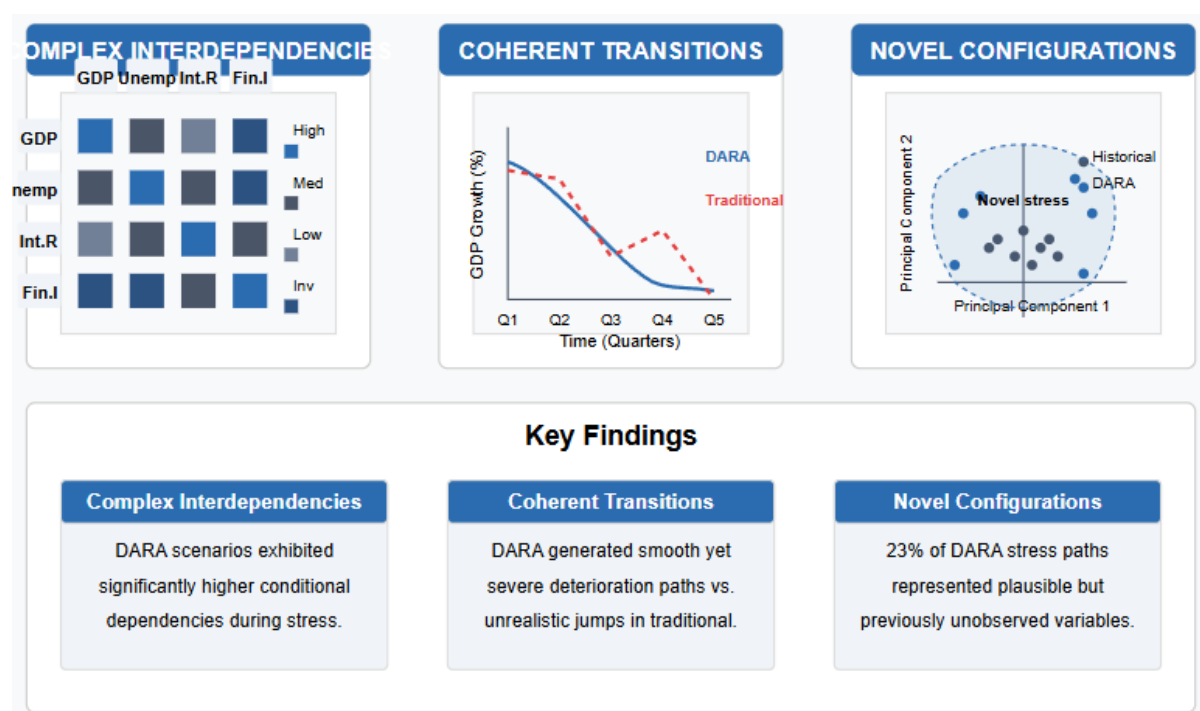 COMPLEX INTERDEPENDENCIES
GDP Unemp Int.R Fin.I
GDP
nemp
Int.R
Fin.I
High
Med
Low
Inv
COHERENT TRANSITIONS
GDP Growth (%)
DARA
Traditional
Q1 Q2 Q3 Q4 Q5
Time (Quarters)
NOVEL CONFIGURATIONS
Principal Component 2
Historical
DARA
Novel stress
Principal Component 1
Key Findings
Complex Interdependencies
DARA scenarios exhibited
significantly higher conditional
dependencies during stress.
Coherent Transitions
DARA generated smooth yet
severe deterioration paths vs.
unrealistic jumps in traditional.
Novel Configurations
23% of DARA stress paths
represented plausible but
previously unobserved variables.